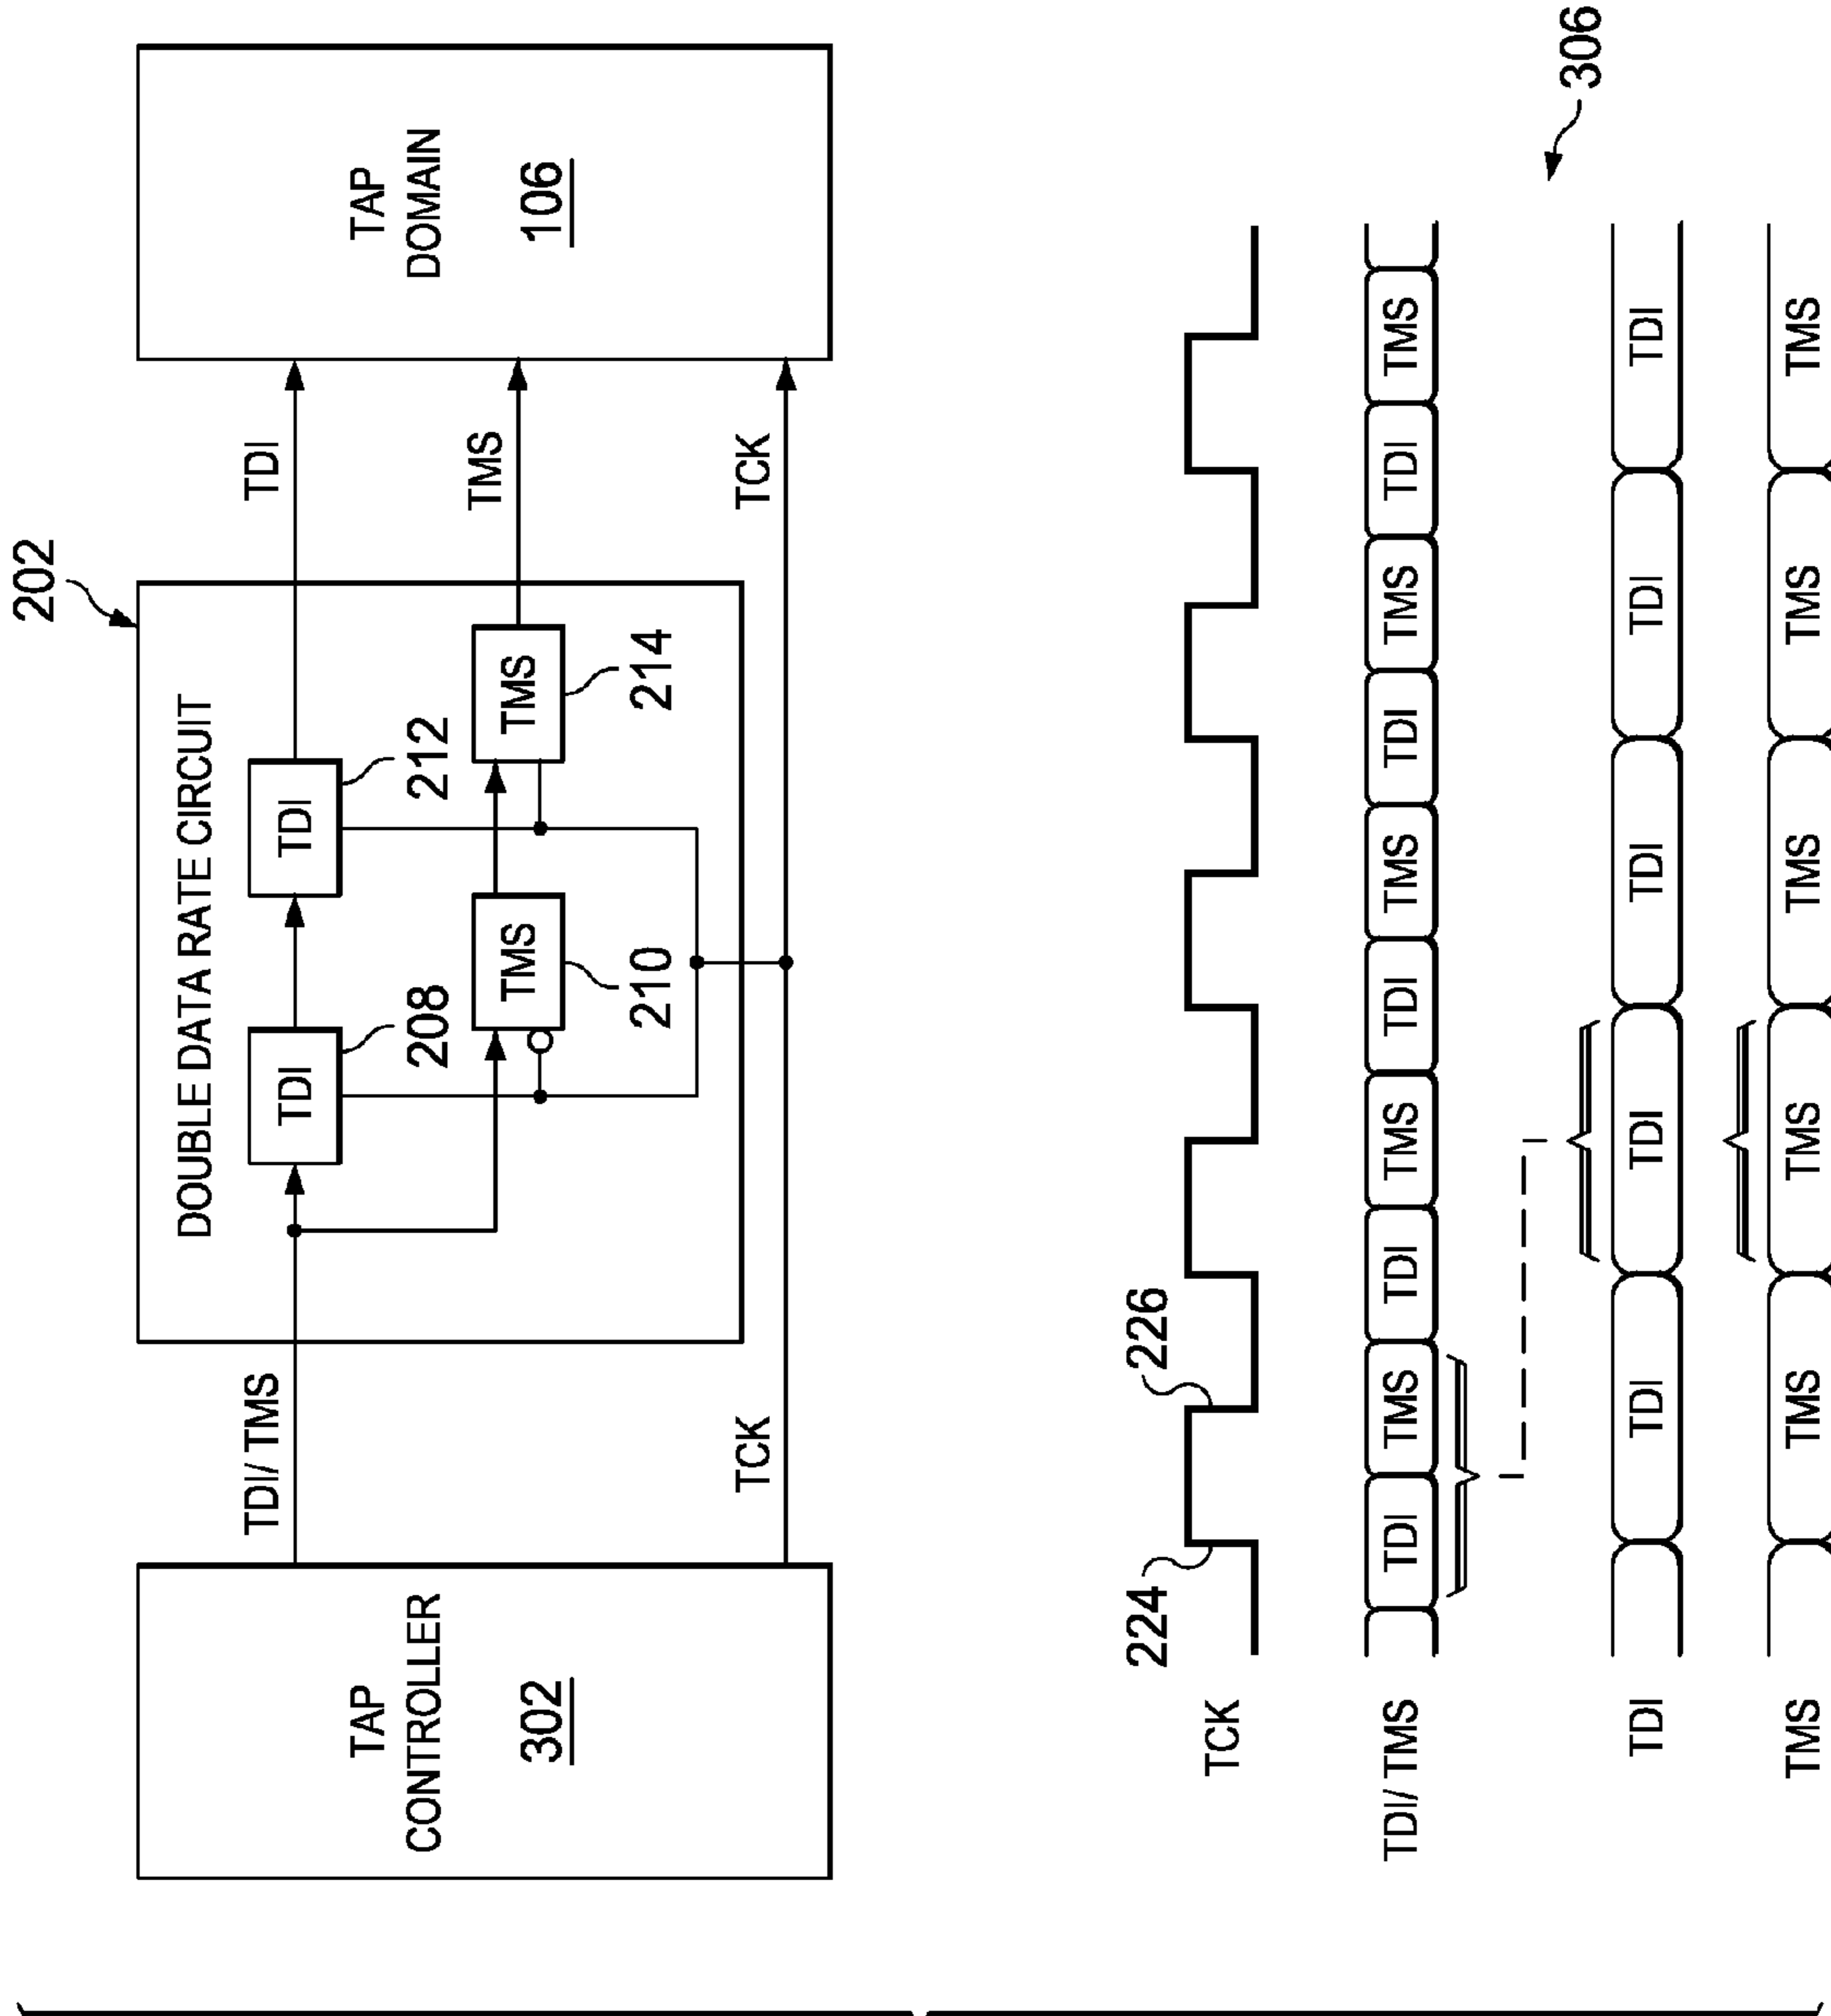 202
TAP
CONTROLLER
302
TDI/TMS
TCK
DOUBLE DATA RATE CIRCUIT
TDI
208
TDI
212
TMS
210
TMS
214
TDI
TMS
TCK
TAP
DOMAIN
106
224
226
TCK
TDI/TMS
TDI
TMS
TDI
TMS
TDI
TMS
TDI
TMS
TDI
TMS
306
TDI
TDI
TDI
TDI
TDI
TDI
TMS
TMS
TMS
TMS
TMS
TMS